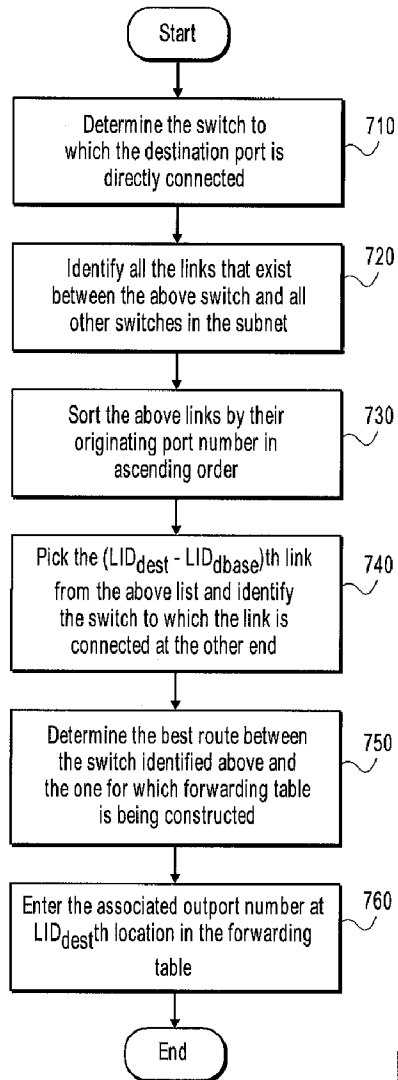 Start
Determine the switch to
which the destination port is
directly connected
710
Identify all the links that exist
between the above switch and all
other switches in the subnet
720
Sort the above links by their
originating port number in
ascending order
730
Pick the (LIDdest - LIDdbase)th link
from the above list and identify
the switch to which the link is
connected at the other end
740
Determine the best route between
the switch identified above and
the one for which forwarding table
is being constructed
750
Enter the associated outport number at
LIDdestth location in the forwarding
table
760
End